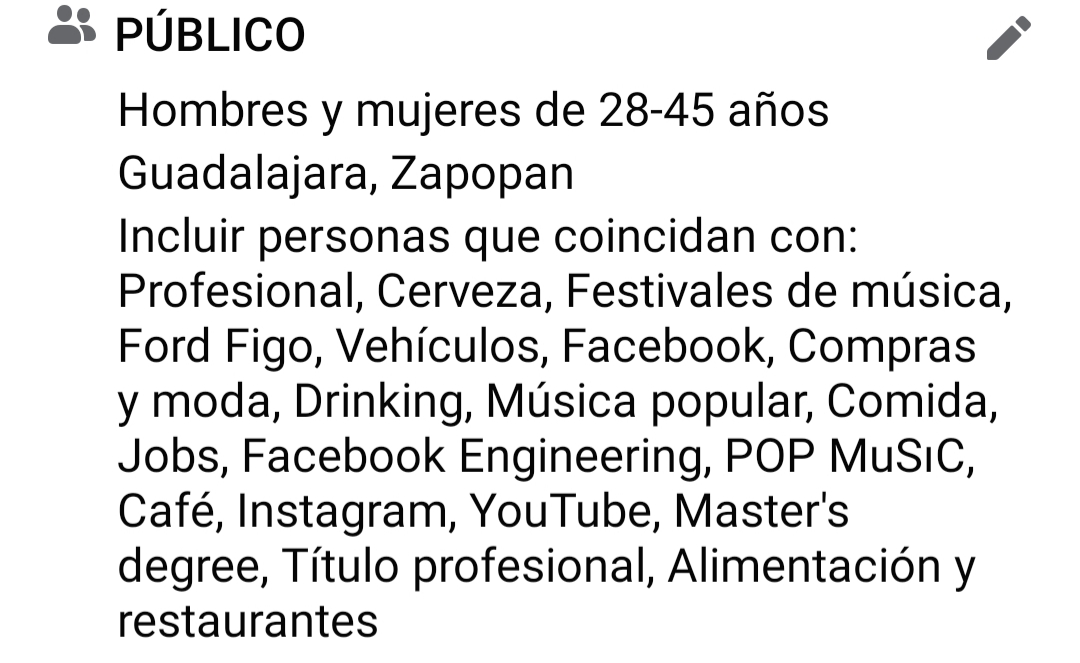 PÚBLICO
Hombres y mujeres de 28-45 años
Guadalajara, Zapopan
Incluir personas que coincidan con:
Profesional, Cerveza, Festivales de música,
Ford Figo, Vehículos, Facebook, Compras
y moda, Drinking, Música popular, Comida,
Jobs, Facebook Engineering, POP MuSıC,
Café, Instagram, YouTube, Master's
degree, Título profesional, Alimentación y
restaurantes